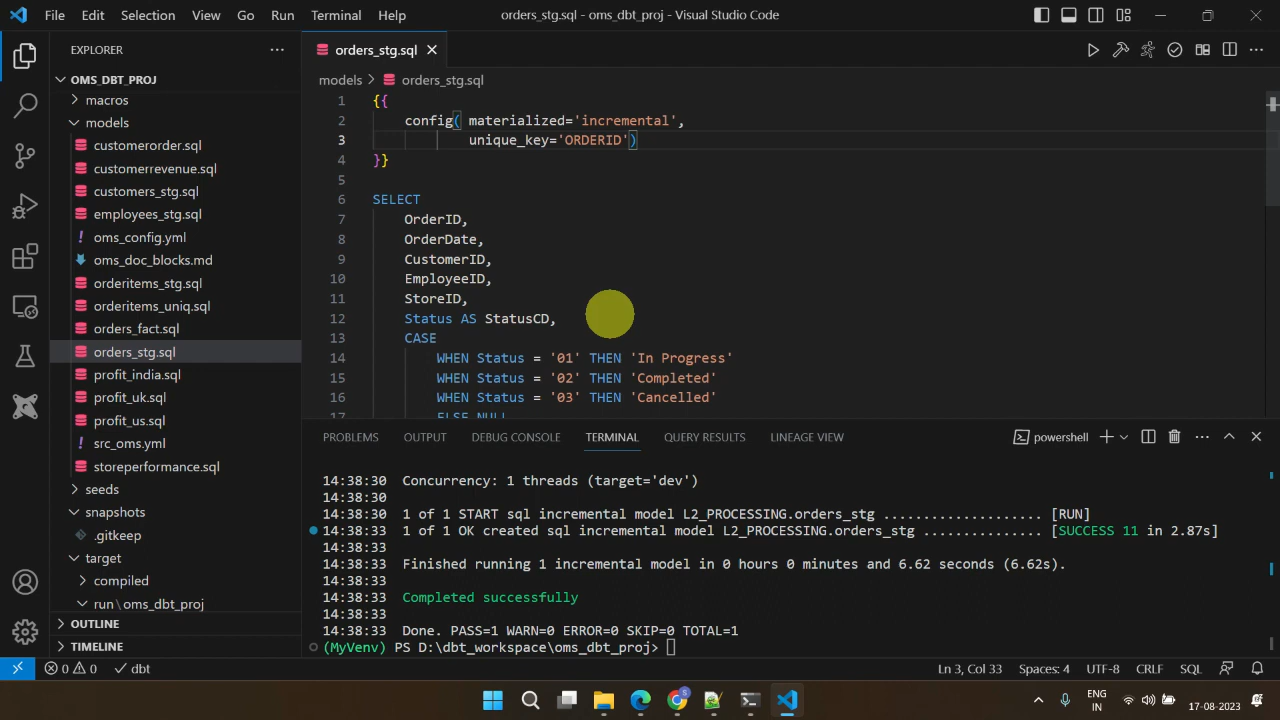 File Edit Selection View Go Run Terminal Help
orders_stg.sql - oms_dbt_proj - Visual Studio Code
EXPLORER
OMS_DBT_PROJ
macros
models
customerorder.sql
customerrevenue.sql
customers_stg.sql
employees_stg.sql
! oms_config.yml
oms_doc_blocks.md
orderitems_stg.sql
orderitems_uniq.sql
orders_fact.sql
orders_stg.sql
profit_india.sql
profit_uk.sql
profit_us.sql
! src_oms.yml
storeperformance.sql
seeds
snapshots
.gitkeep
target
compiled
run\oms_dbt_proj
OUTLINE
TIMELINE
orders_stg.sql
models > orders_stg.sql
1 {{
2 config( materialized='incremental',
3 unique_key='ORDERID')
4 }}
5
6 SELECT
7 OrderID,
8 OrderDate,
9 CustomerID,
10 EmployeeID,
11 StoreID,
12 Status AS StatusCD,
13 CASE
14 WHEN Status = '01' THEN 'In Progress'
15 WHEN Status = '02' THEN 'Completed'
16 WHEN Status = '03' THEN 'Cancelled'
17 ELSE NULL
PROBLEMS OUTPUT DEBUG CONSOLE TERMINAL QUERY RESULTS LINEAGE VIEW
powershell
14:38:30 Concurrency: 1 threads (target='dev')
14:38:30
14:38:30 1 of 1 START sql incremental model L2_PROCESSING.orders_stg .................... [RUN]
14:38:33 1 of 1 OK created sql incremental model L2_PROCESSING.orders_stg ............... [SUCCESS 11 in 2.87s]
14:38:33
14:38:33 Finished running 1 incremental model in 0 hours 0 minutes and 6.62 seconds (6.62s).
14:38:33
14:38:33 Completed successfully
14:38:33
14:38:33 Done. PASS=1 WARN=0 ERROR=0 SKIP=0 TOTAL=1
(MyVenv) PS D:\dbt_workspace\oms_dbt_proj>
0 0 dbt
Ln 3, Col 33 Spaces: 4 UTF-8 CRLF SQL
ENG
IN
17-08-2023